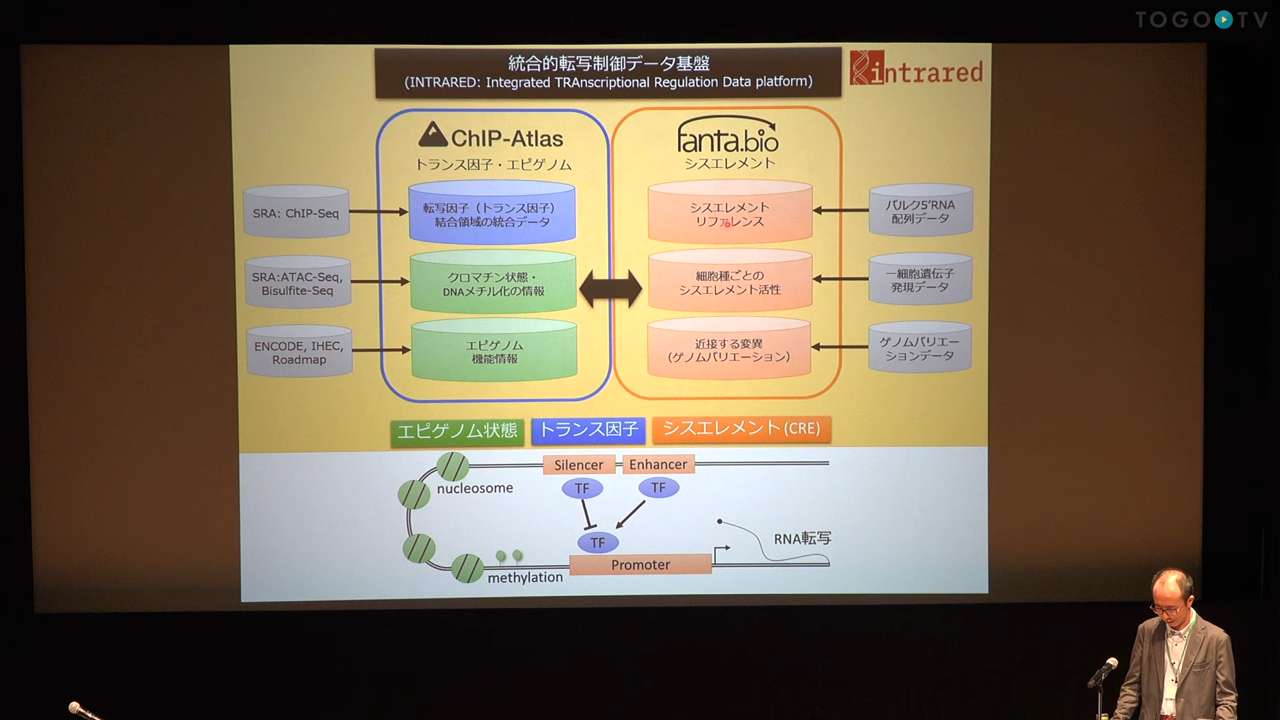 TOGO TV
統合的転写制御データ基盤
(INTRARED: Integrated TRAnscriptional Regulation Data platform)
intrared
ChIP-Atlas
トランス因子・エピゲノム
fanta.bio
シスエレメント
SRA: ChIP-Seq
転写因子（トランス因子）
結合領域の統合データ
シスエレメント
リファレンス
バルク5'RNA
配列データ
SRA:ATAC-Seq,
Bisulfite-Seq
クロマチン状態・
DNAメチル化の情報
細胞種ごとの
シスエレメント活性
一細胞遺伝子
発現データ
ENCODE, IHEC,
Roadmap
エピゲノム
機能情報
近接する変異
（ゲノムバリエーション）
ゲノムバリエー
ションデータ
エピゲノム状態
トランス因子
シスエレメント(CRE)
Silencer
Enhancer
nucleosome
TF
TF
TF
RNA転写
Promoter
methylation